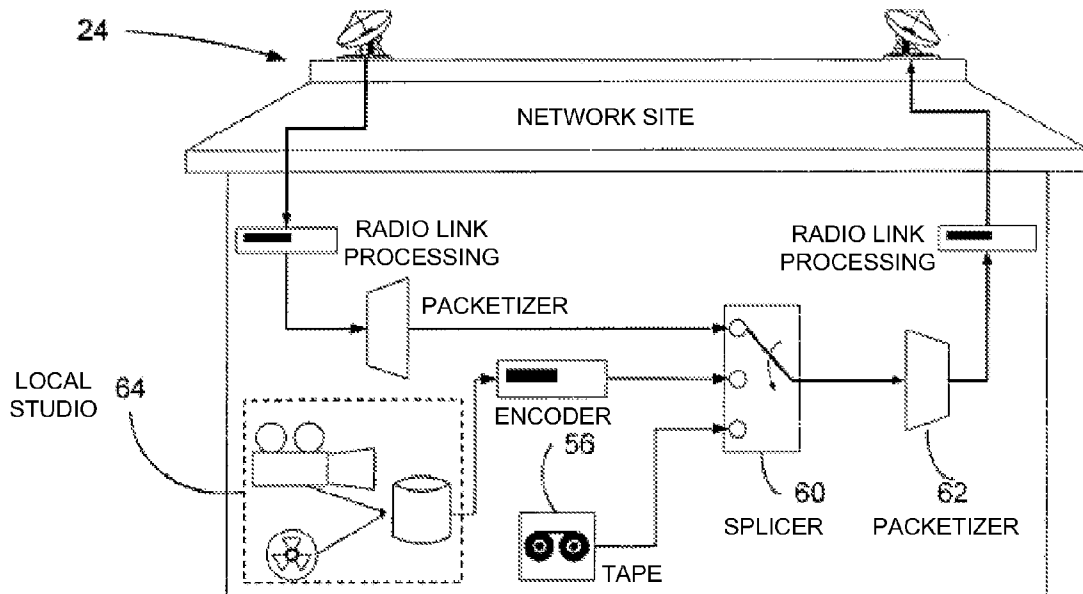 24
NETWORK SITE
RADIO LINK
PROCESSING
RADIO LINK
PROCESSING
PACKETIZER
LOCAL
STUDIO
64
ENCODER
56
TAPE
60
SPLICER
62
PACKETIZER